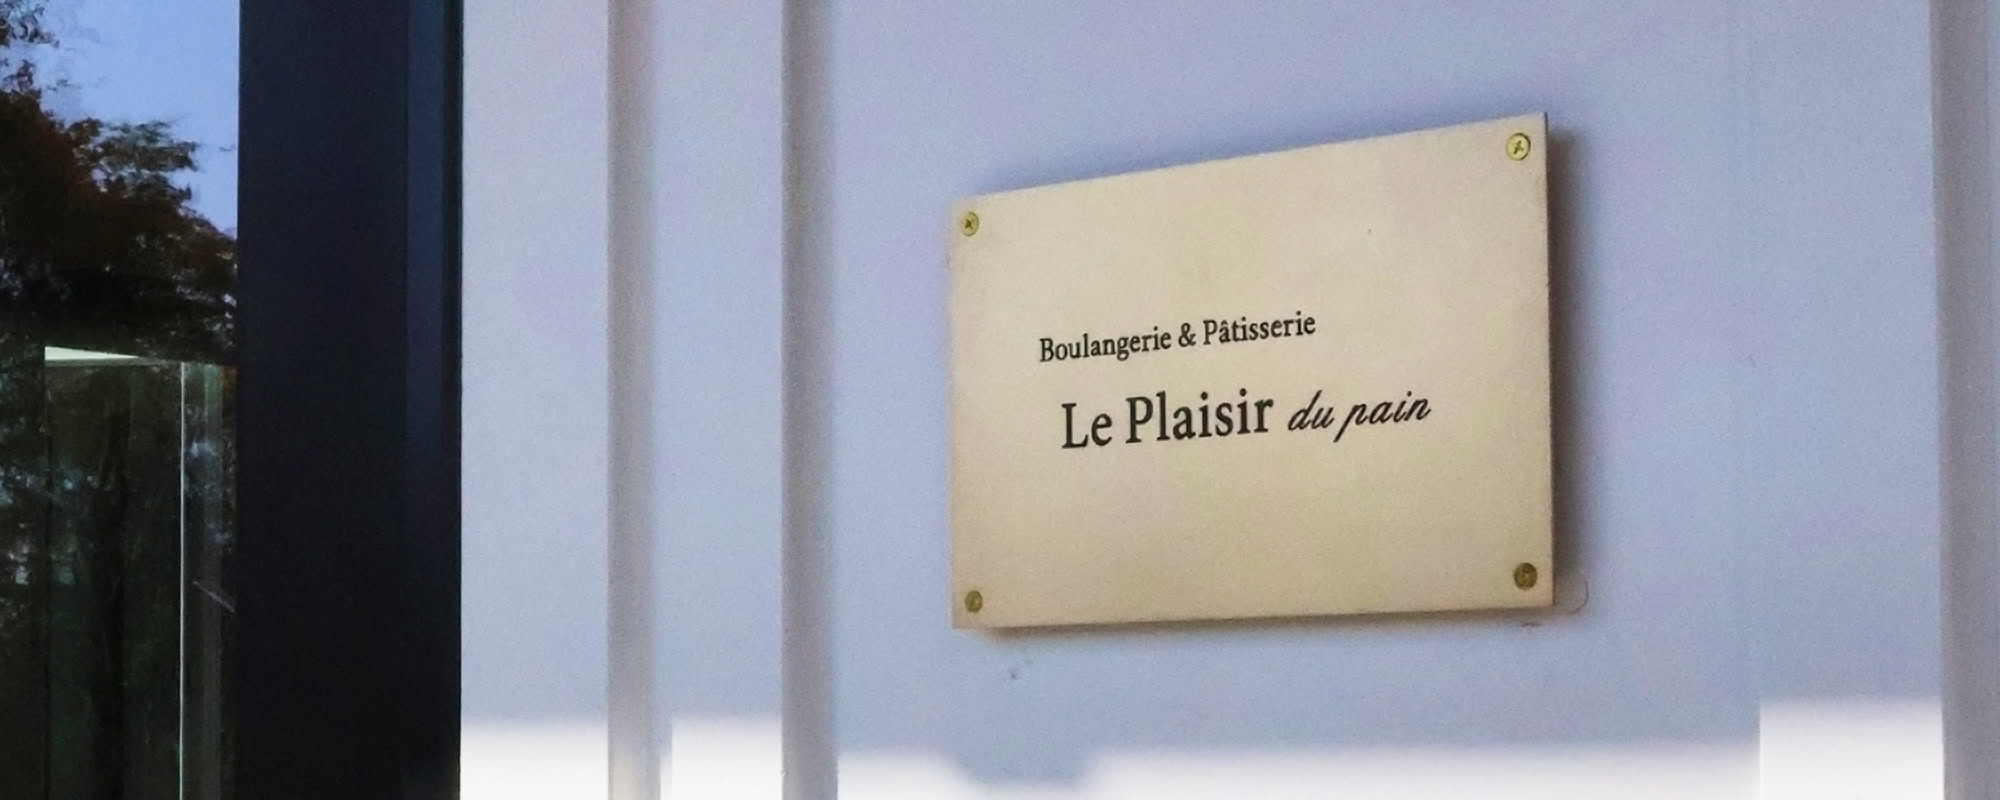 Boulangerie & Pâtisserie
Le Plaisir du pain